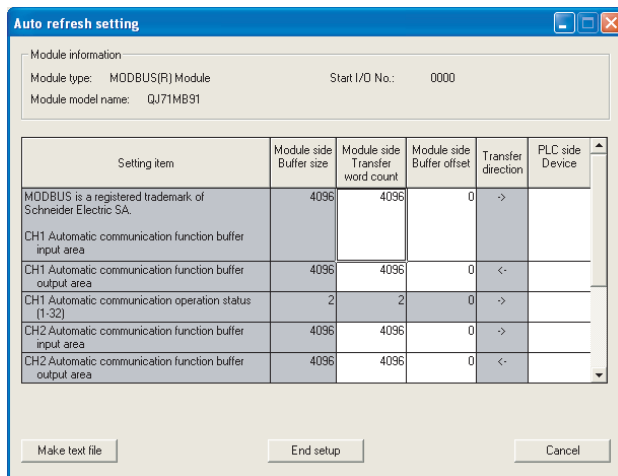 Auto refresh setting
Module information
Module type: MODBUS(R) Module Start I/O No.: 0000
Module model name: QJ71MB91
Setting item Module side Buffer size Module side Transfer word count Module side Buffer offset Transfer direction PLC side Device
MODBUS is a registered trademark of
Schneider Electric SA.
CH1 Automatic communication function buffer
input area 4096 4096 0 ->
CH1 Automatic communication function buffer
output area 4096 4096 0 <-
CH1 Automatic communication operation status
(1-32) 2 2 0 ->
CH2 Automatic communication function buffer
input area 4096 4096 0 ->
CH2 Automatic communication function buffer
output area 4096 4096 0 <-
Make text file End setup Cancel